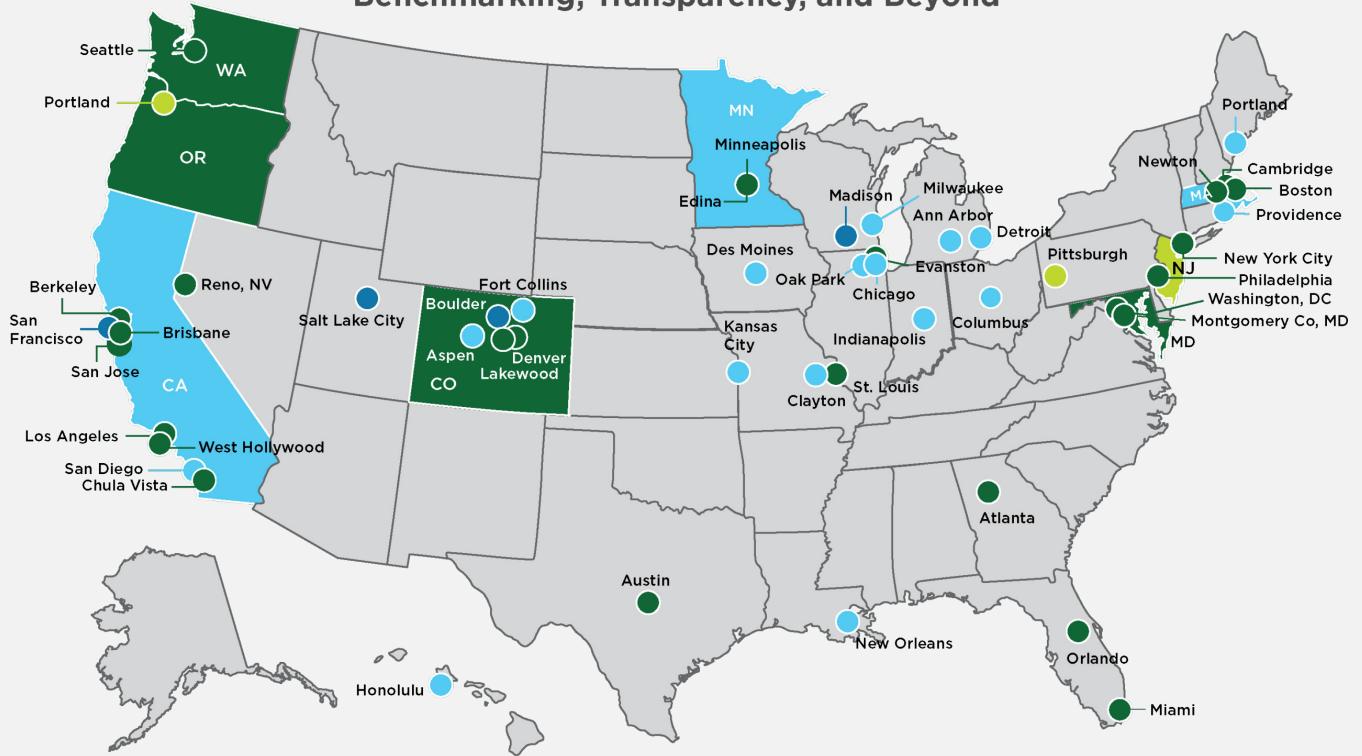 Benchmarking, Transparency, and Beyond
Seattle
WA
Portland
OR
MN
Minneapolis
Edina
Madison
Milwaukee
Ann Arbor
Detroit
Portland
Newton
Cambridge
MA
Boston
Providence
Des Moines
Oak Park
Evanston
Chicago
Pittsburgh
NJ
New York City
Philadelphia
Washington, DC
Montgomery Co, MD
MD
Reno, NV
Berkeley
San
Francisco
Brisbane
San Jose
CA
Salt Lake City
Fort Collins
Boulder
Aspen
Denver
Lakewood
CO
Kansas
City
Indianapolis
Columbus
St. Louis
Clayton
Los Angeles
West Hollywood
San Diego
Chula Vista
Atlanta
Austin
New Orleans
Orlando
Honolulu
Miami